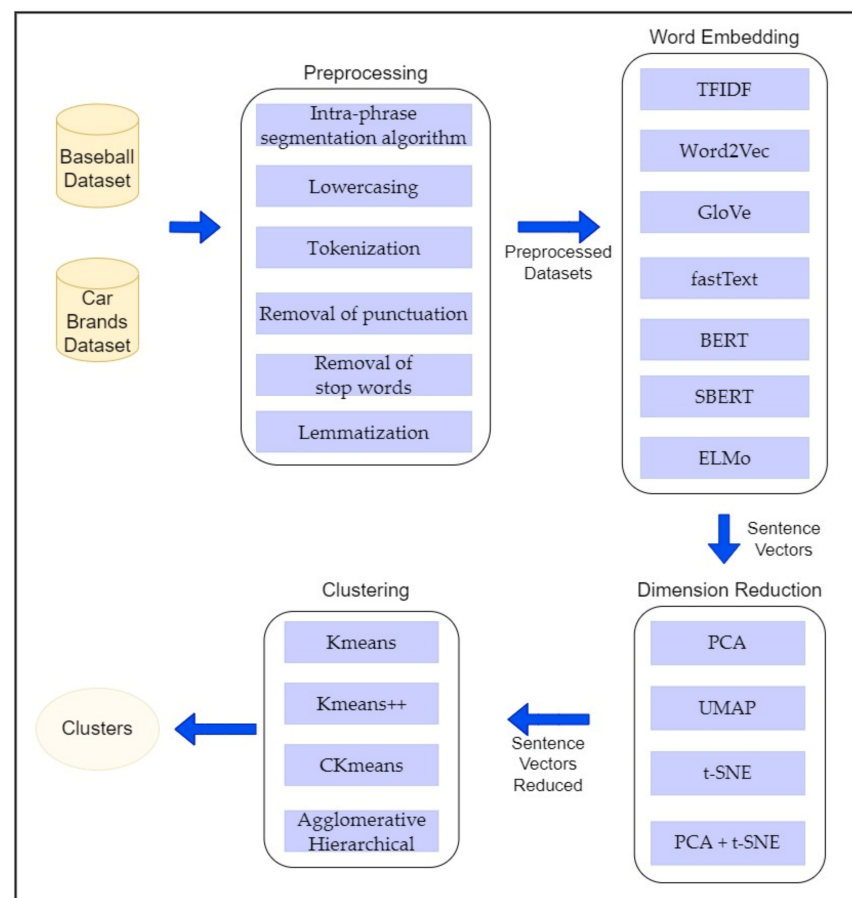 Baseball
Dataset
Car
Brands
Dataset
Preprocessing
Intra-phrase
segmentation algorithm
Lowercasing
Tokenization
Removal of punctuation
Removal of
stop words
Lemmatization
Preprocessed
Datasets
Word Embedding
TFIDF
Word2Vec
GloVe
fastText
BERT
SBERT
ELMo
Sentence
Vectors
Dimension Reduction
PCA
UMAP
t-SNE
PCA + t-SNE
Sentence
Vectors
Reduced
Clustering
Kmeans
Kmeans++
CKmeans
Agglomerative
Hierarchical
Clusters